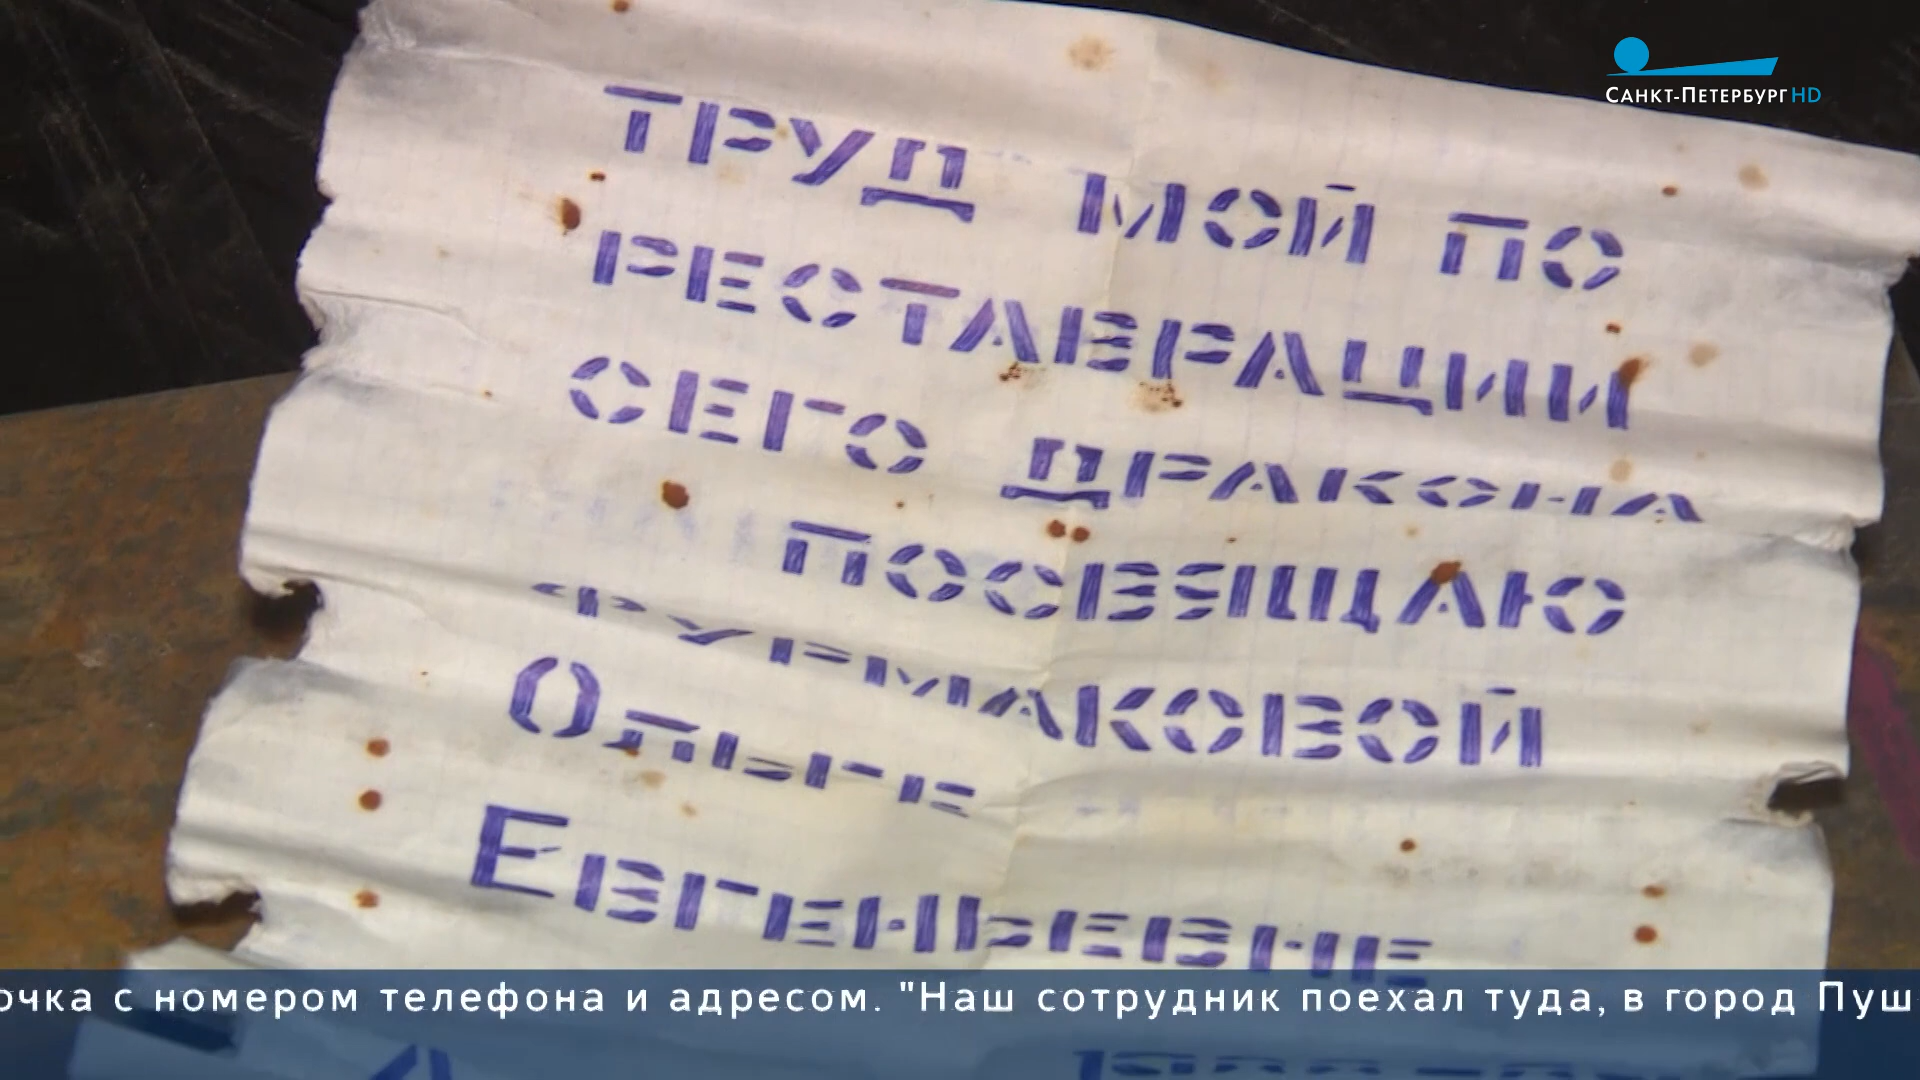 САНКТ-ПЕТЕРБУРГ HD
ТРУД МОЙ ПО
РЕСТАВРАЦИИ
СЕГО ДРАКОНА
ПОСВЯЩАЮ
ФУРМАКОВОЙ
ОЛЬГЕ
ЕВГЕНЬЕВНЕ
очка с номером телефона и адресом. "Наш сотрудник поехал туда, в город Пуш